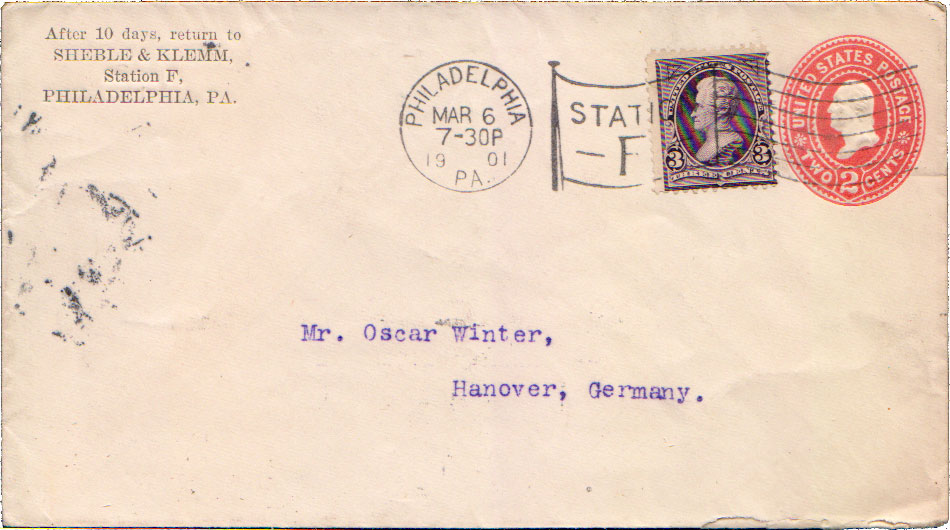 After 10 days, return to
SHEBLE & KLEMM,
Station F,
PHILADELPHIA, PA.
PHILADELPHIA
MAR 6
7-30P
19 01
PA.
STATI
- F
3 3
UNITED STATES POSTAGE
TWO 2 CENTS
Mr. Oscar Winter,
Hanover, Germany.